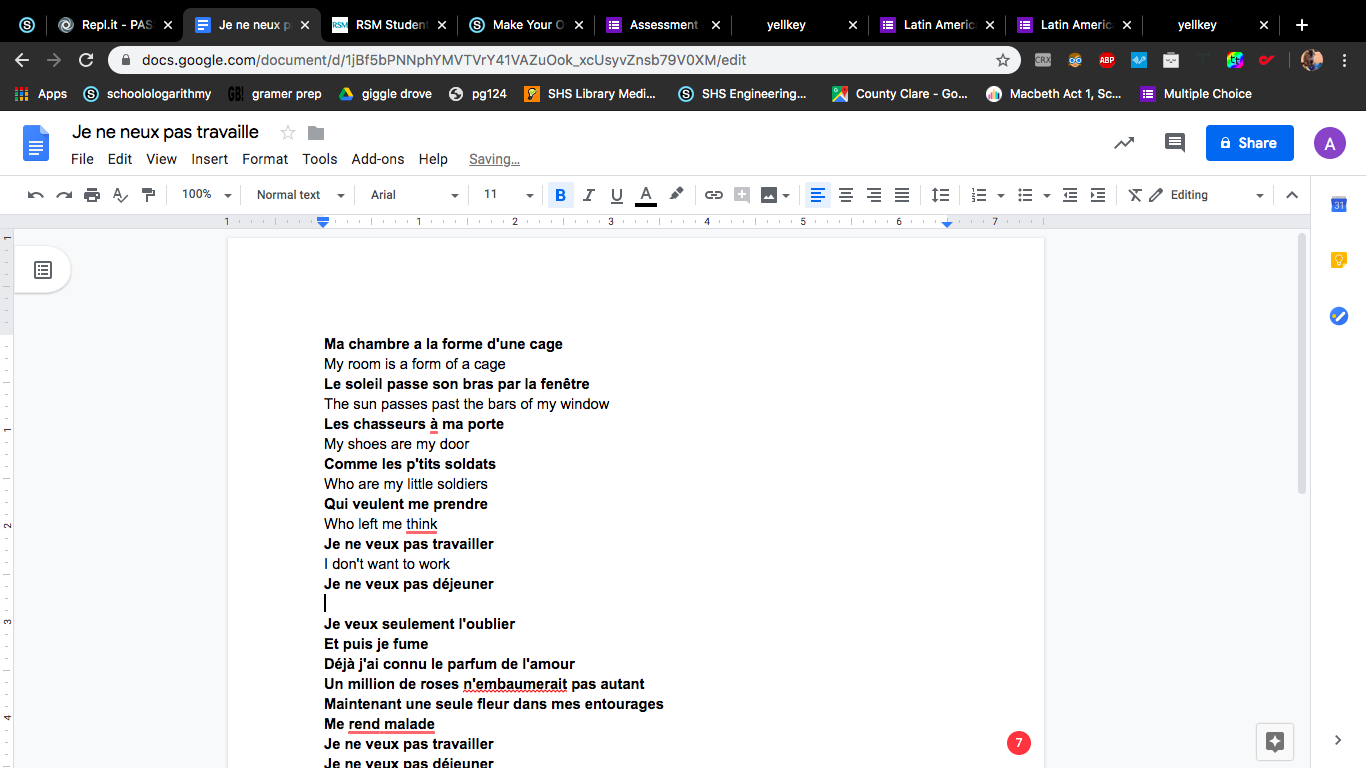 Repl.it - PAS
Je ne neux p
RSM Student
Make Your O
Assessment
yellkey
Latin Americ
Latin Americ
yellkey
docs.google.com/document/d/1jBf5bPNNphYMVTVrY41VAZuOok_xcUsyvZnsb79V0XM/edit
CRX
ABP
Apps
schoolologarithmy
GB!
gramer prep
giggle drove
pg124
SHS Library Medi...
SHS Engineering...
County Clare - Go...
Macbeth Act 1, Sc...
Multiple Choice
Je ne neux pas travaille
File Edit View Insert Format Tools Add-ons Help Saving...
Share
A
100% Normal text Arial 11 B I U A Editing
31
1 1 2 3 4 5 6 7
1
1
2
3
4
Ma chambre a la forme d'une cage
My room is a form of a cage
Le soleil passe son bras par la fenêtre
The sun passes past the bars of my window
Les chasseurs à ma porte
My shoes are my door
Comme les p'tits soldats
Who are my little soldiers
Qui veulent me prendre
Who left me think
Je ne veux pas travailler
I don't want to work
Je ne veux pas déjeuner
Je veux seulement l'oublier
Et puis je fume
Déjà j'ai connu le parfum de l'amour
Un million de roses n'embaumerait pas autant
Maintenant une seule fleur dans mes entourages
Me rend malade
Je ne veux pas travailler
Je ne veux pas déjeuner
7